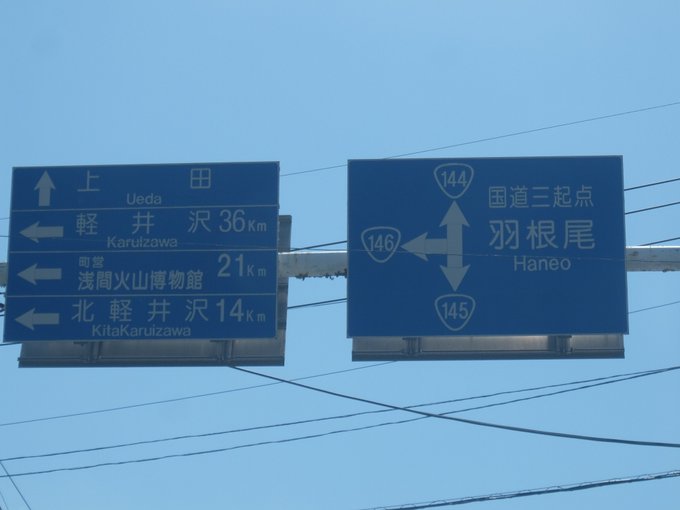 上田
Ueda
軽井沢 36Km
Karuizawa
町営
浅間火山博物館 21Km
北軽井沢 14Km
KitaKaruizawa
144
国道三起点
146
羽根尾
Haneo
145